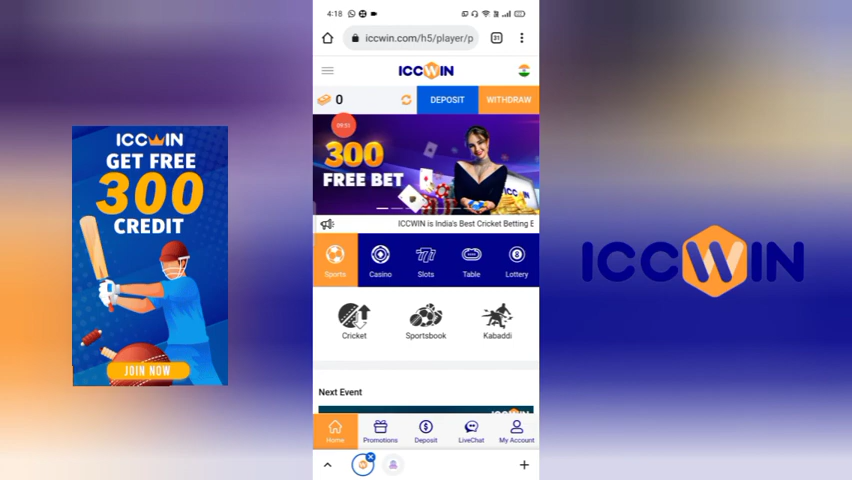 ICCWIN
GET FREE
300
CREDIT
JOIN NOW
4:18
iccwin.com/h5/player/p
31
ICCWIN
0
DEPOSIT
WITHDRAW
300
FREE BET
ICCWIN
ICCWIN is India's Best Cricket Betting E
Sports
Casino
Slots
Table
Lottery
Cricket
Sportsbook
Kabaddi
Next Event
Home
Promotions
Deposit
LiveChat
My Account
ICCWIN